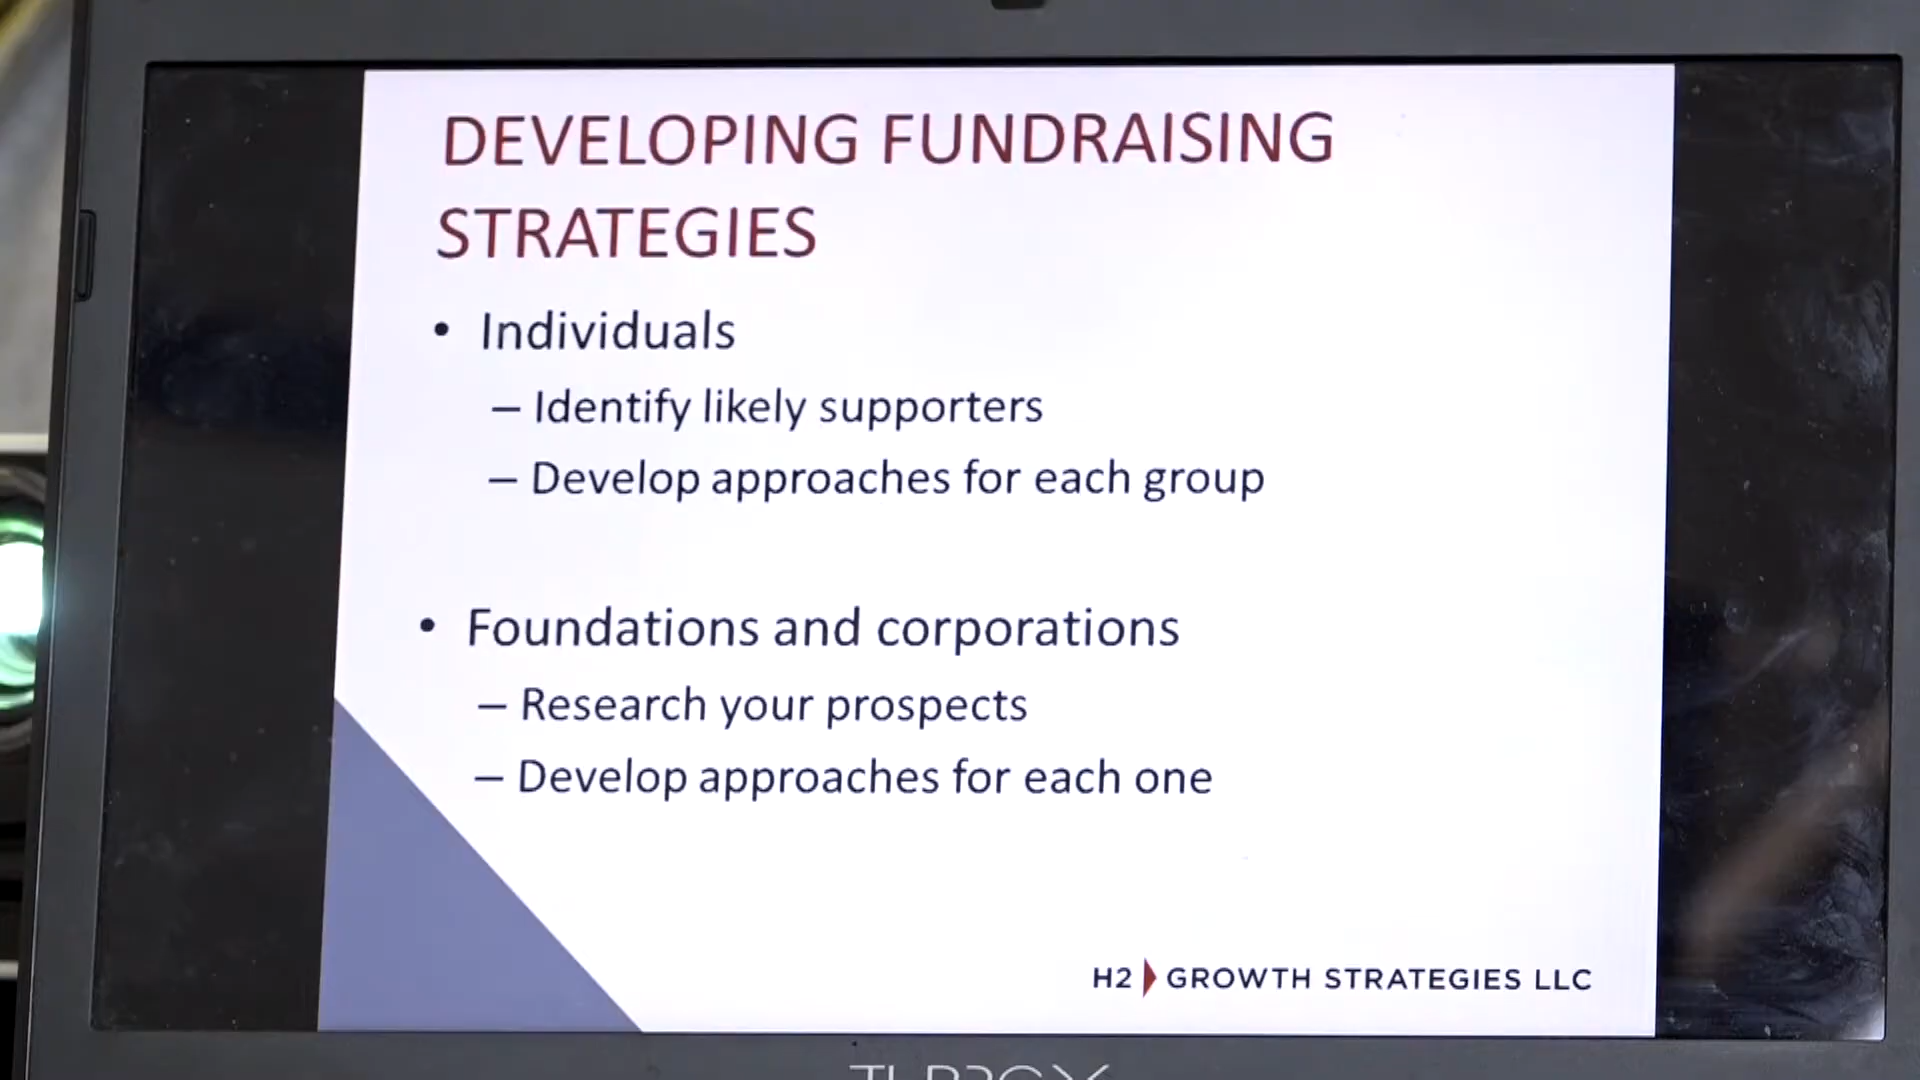 DEVELOPING FUNDRAISING
STRATEGIES
• Individuals
– Identify likely supporters
– Develop approaches for each group
• Foundations and corporations
– Research your prospects
– Develop approaches for each one
H2 GROWTH STRATEGIES LLC